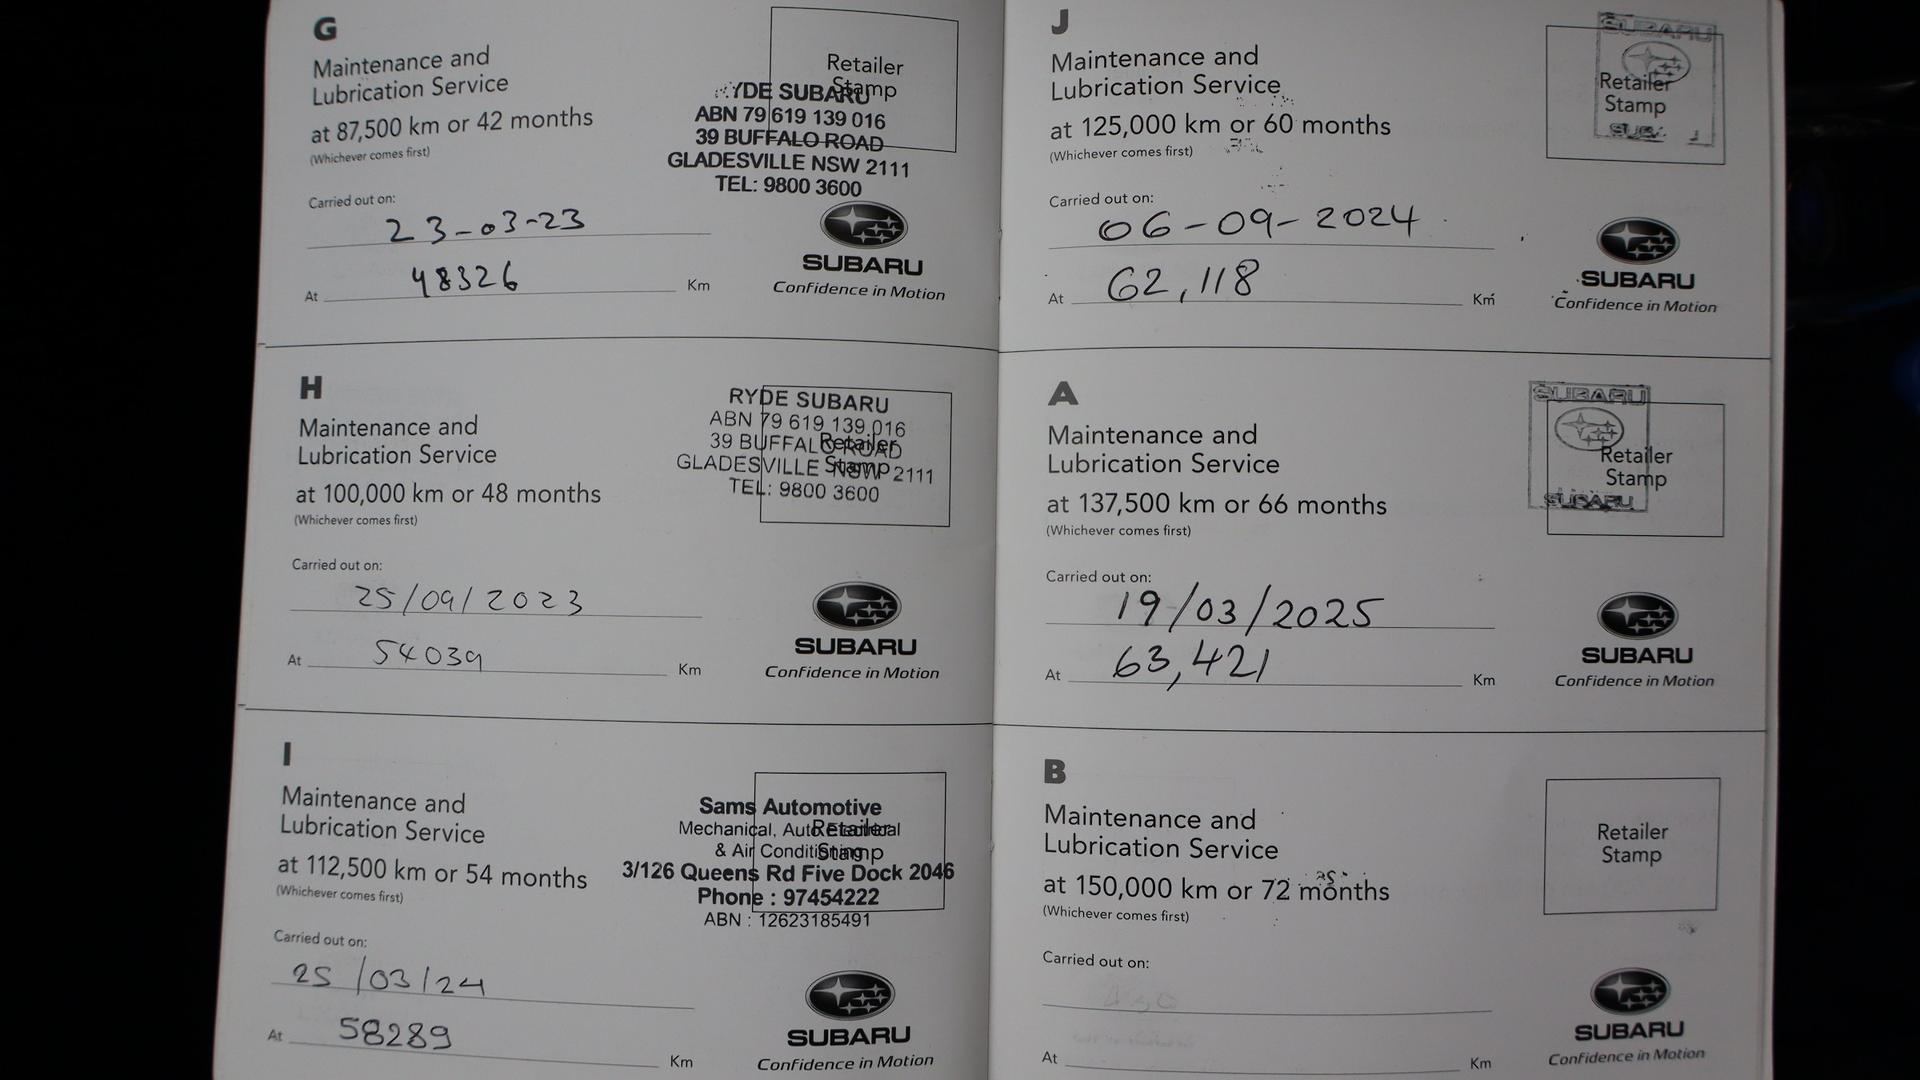 G
Maintenance and
Lubrication Service
at 87,500 km or 42 months
(Whichever comes first)
Retailer
Stamp
RYDE SUBARU
ABN 79 619 139 016
39 BUFFALO ROAD
GLADESVILLE NSW 2111
TEL: 9800 3600
Carried out on:
23-03-23
At 48326 Km
SUBARU
Confidence in Motion
H
Maintenance and
Lubrication Service
at 100,000 km or 48 months
(Whichever comes first)
Retailer
Stamp
RYDE SUBARU
ABN 79 619 139 016
39 BUFFALO ROAD
GLADESVILLE NSW 2111
TEL: 9800 3600
Carried out on:
25/09/2023
At 54039 Km
SUBARU
Confidence in Motion
I
Maintenance and
Lubrication Service
at 112,500 km or 54 months
(Whichever comes first)
Retailer
Stamp
Sams Automotive
Mechanical, Auto Electrical
& Air Conditioning
3/126 Queens Rd Five Dock 2046
Phone : 97454222
ABN : 12623185491
Carried out on:
25/03/24
At 58289 Km
SUBARU
Confidence in Motion
J
Maintenance and
Lubrication Service
at 125,000 km or 60 months
(Whichever comes first)
SUBARU
Retailer
Stamp
Carried out on:
06-09-2024
At 62,118 Km
SUBARU
Confidence in Motion
A
Maintenance and
Lubrication Service
at 137,500 km or 66 months
(Whichever comes first)
SUBARU
Retailer
Stamp
SUBARU
Carried out on:
19/03/2025
At 63,421 Km
SUBARU
Confidence in Motion
B
Maintenance and
Lubrication Service
at 150,000 km or 72 months
(Whichever comes first)
Retailer
Stamp
Carried out on:
At Km
SUBARU
Confidence in Motion